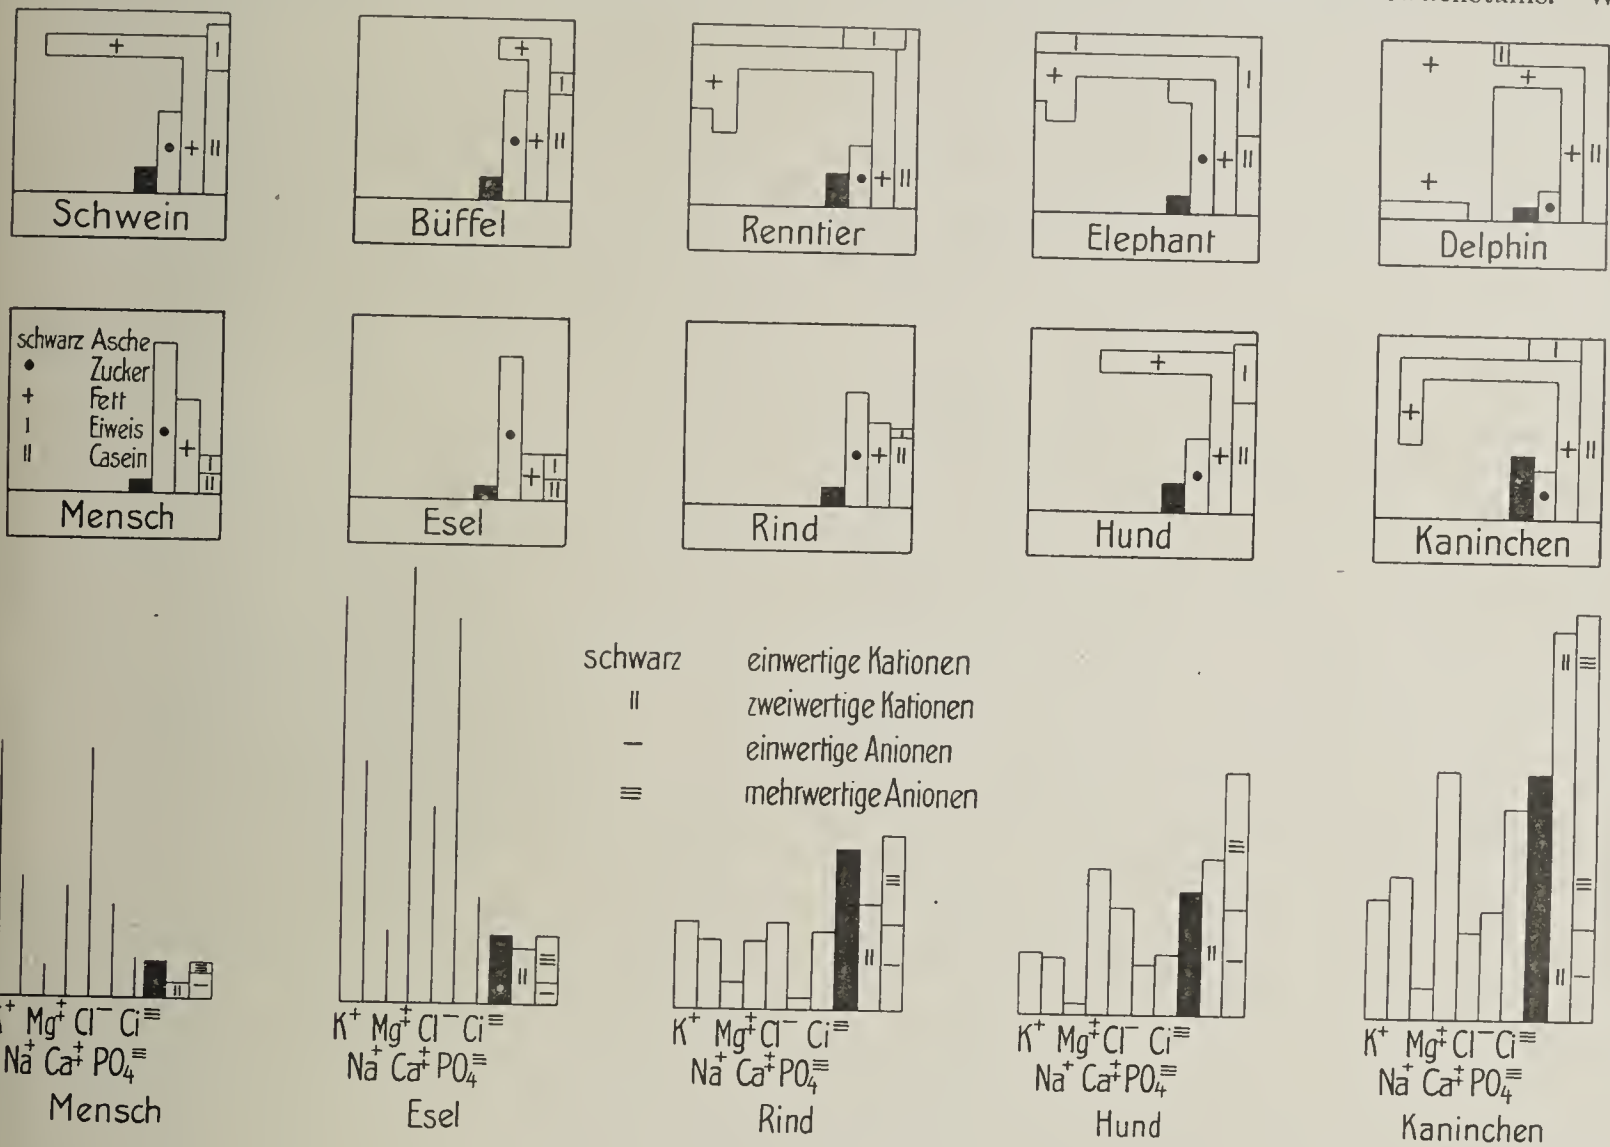 Schwein
Büffel
Renntier
Elephant
Delphin
schwarz Asche
• Zucker
+ Fett
I Eiweis
II Casein
Mensch
Esel
Rind
Hund
Kaninchen
schwarz einwertige Kationen
II zweiwertige Kationen
— einwertige Anionen
≡ mehrwertige Anionen
K⁺ Mg⁺⁺ Cl⁻ Ci≡
Na⁺ Ca⁺⁺ PO₄≡
Mensch
K⁺ Mg⁺⁺ Cl⁻ Ci≡
Na⁺ Ca⁺⁺ PO₄≡
Esel
K⁺ Mg⁺⁺ Cl⁻ Ci≡
Na⁺ Ca⁺⁺ PO₄≡
Rind
K⁺ Mg⁺⁺ Cl⁻ Ci≡
Na⁺ Ca⁺⁺ PO₄≡
Hund
K⁺ Mg⁺⁺ Cl⁻ Ci≡
Na⁺ Ca⁺⁺ PO₄≡
Kaninchen